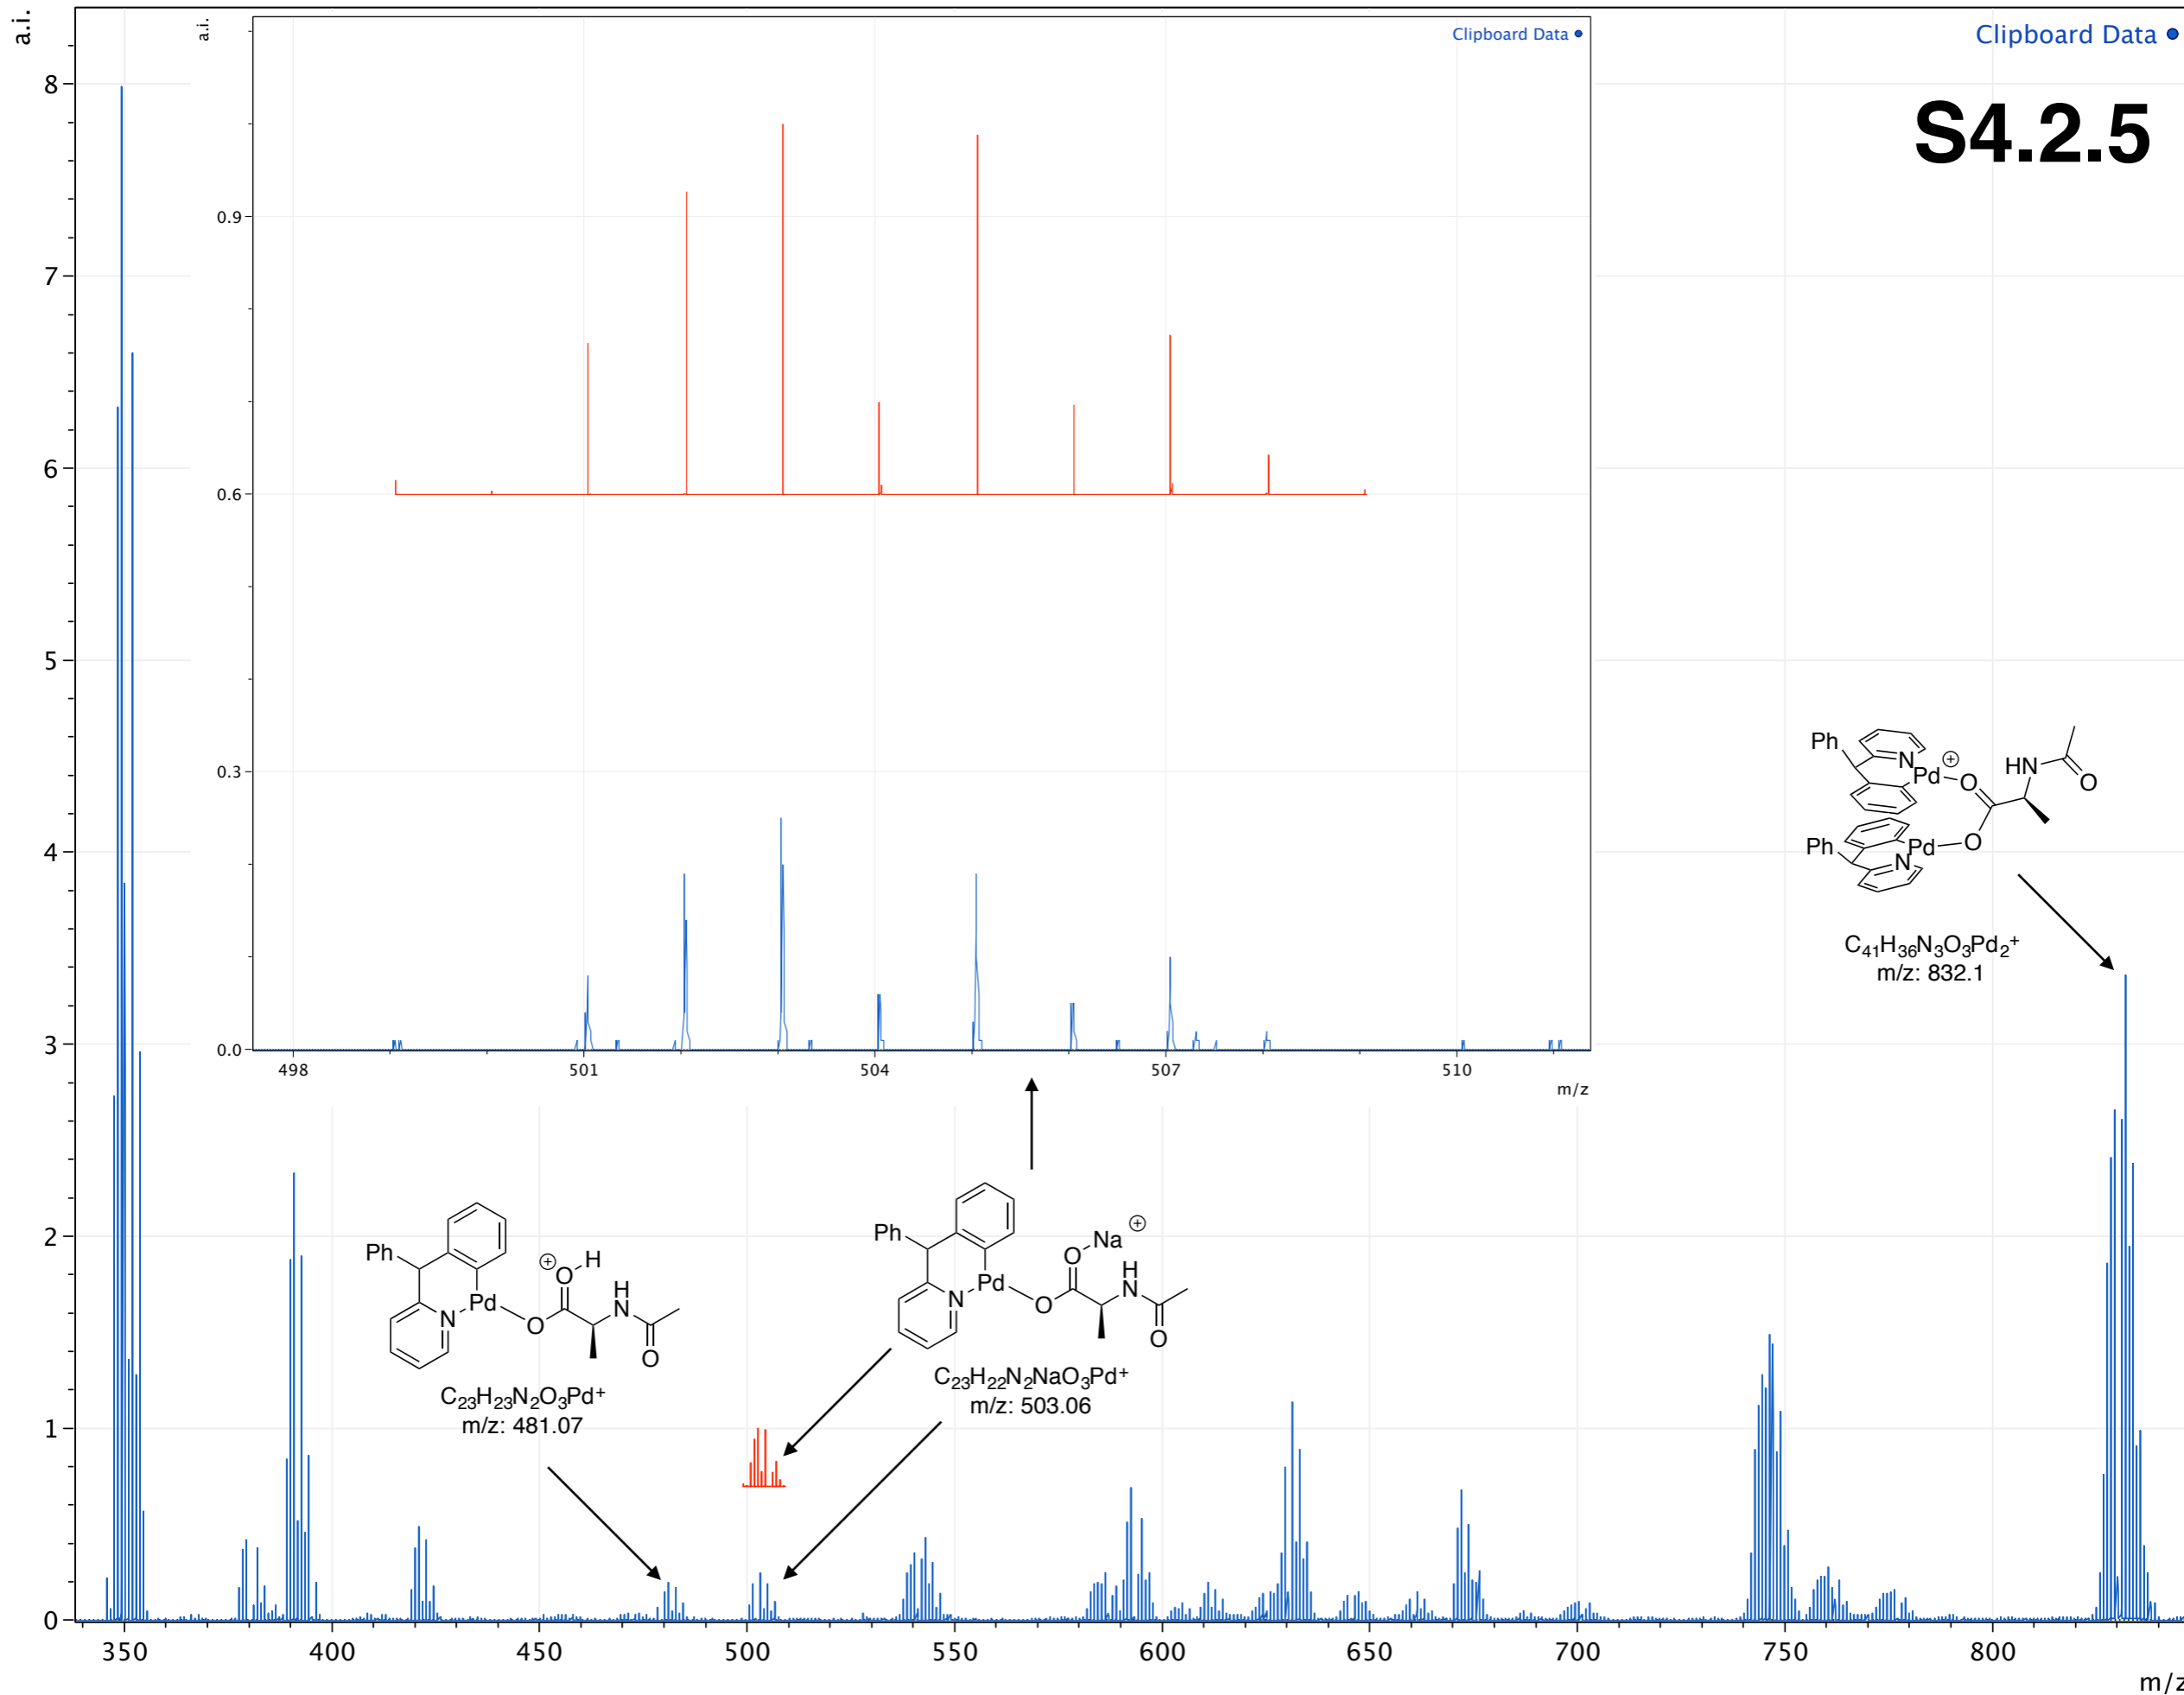 a.i.
Clipboard Data
S4.2.5
8
7
6
5
4
3
2
1
0
a.i.
Clipboard Data
0.9
0.6
0.3
0.0
498
501
504
507
510
m/z
Ph
N
Pd
⊕
O
HN
O
Ph
Pd
N
O
C₄₁H₃₆N₃O₃Pd₂⁺
m/z: 832.1
Ph
N
Pd
O
⊕
O
H
H
N
O
C₂₃H₂₃N₂O₃Pd⁺
m/z: 481.07
Ph
N
Pd
O
O
Na
⊕
H
N
O
C₂₃H₂₂N₂NaO₃Pd⁺
m/z: 503.06
350
400
450
500
550
600
650
700
750
800
m/z